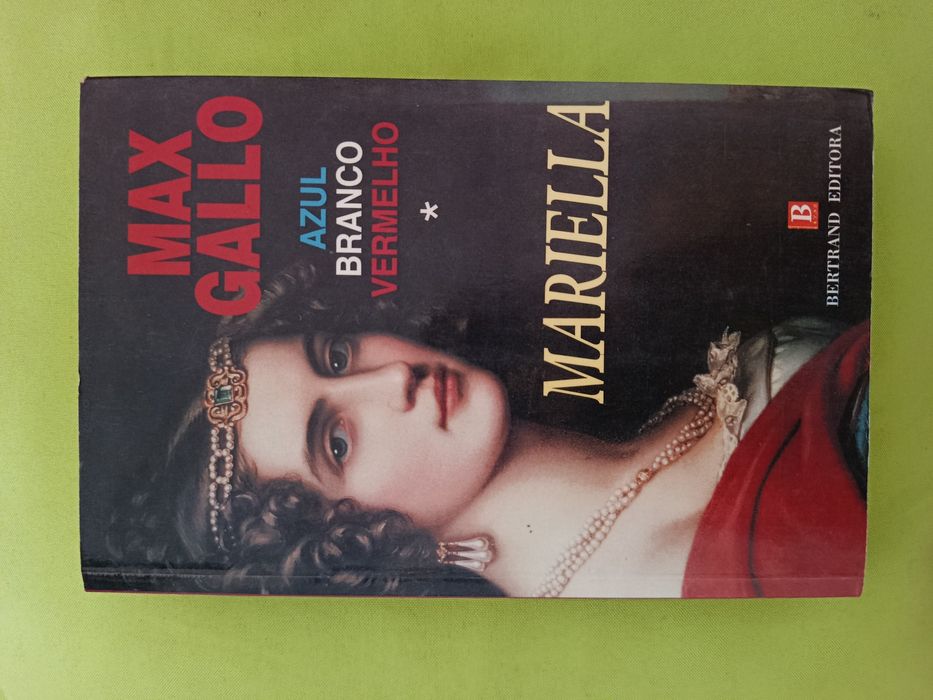 MAX
GALLO
AZUL
BRANCO
VERMELHO
*
MARIELLA
B
BERTRAND EDITORA